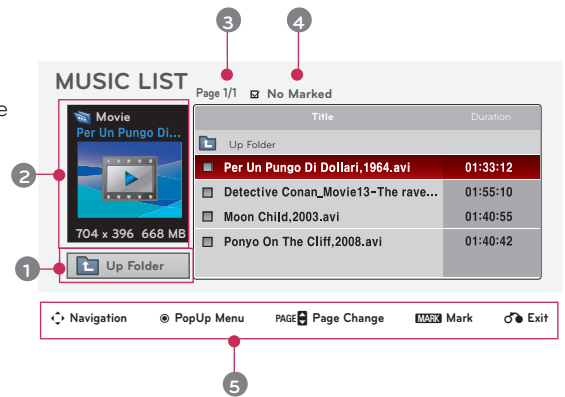 3
4
MUSIC LIST
Page 1/1 No Marked
e
Movie
Per Un Pungo Di...
704 x 396 668 MB
Title Duration
Up Folder
Per Un Pungo Di Dollari,1964.avi 01:33:12
Detective Conan_Movie13-The rave... 01:55:10
Moon Child,2003.avi 01:40:55
Ponyo On The Cliff,2008.avi 01:40:42
2
1
Up Folder
Navigation PopUp Menu PAGE Page Change MARK Mark Exit
5